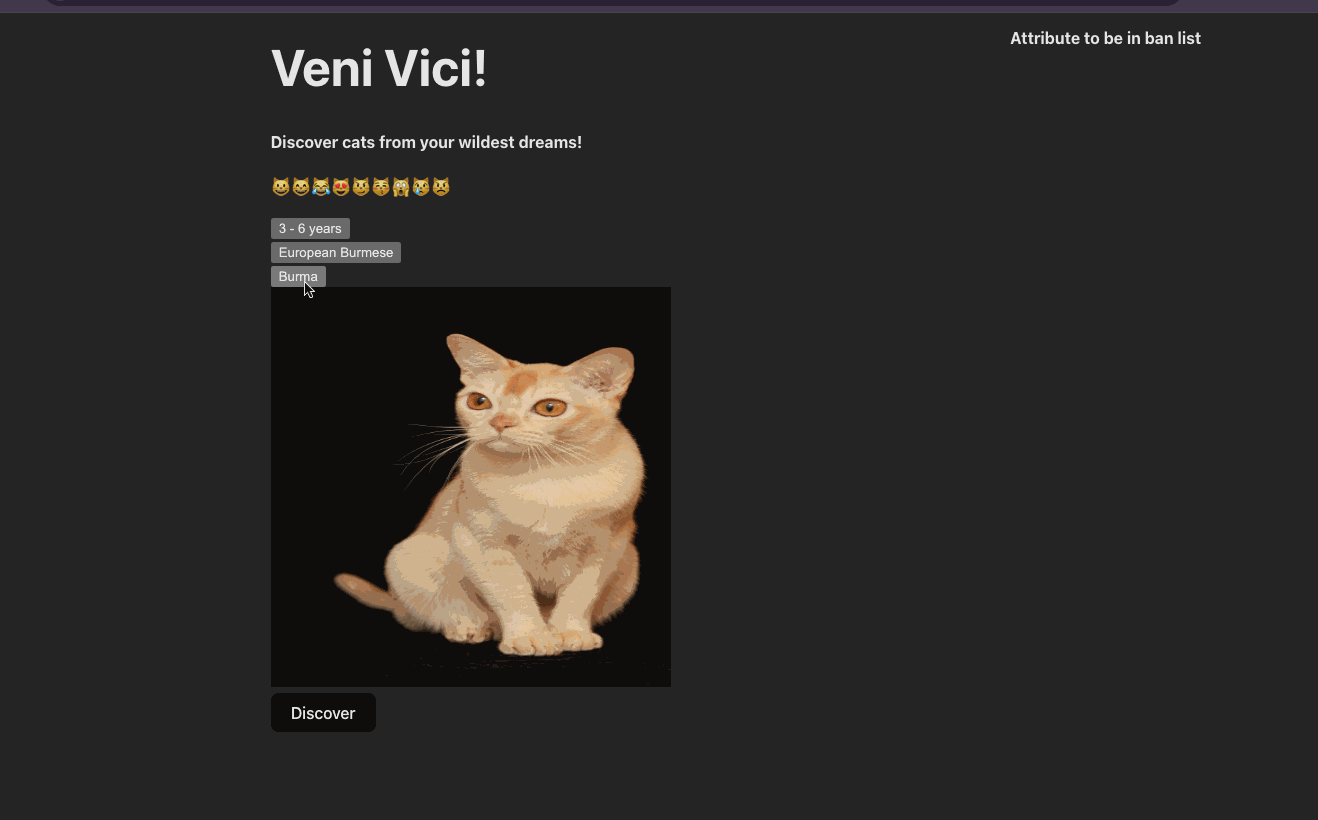 Attribute to be in ban list
Veni Vici!
Discover cats from your wildest dreams!
😺😸😹😻😼😽🙀😿😾
3 - 6 years
European Burmese
Burma
Discover